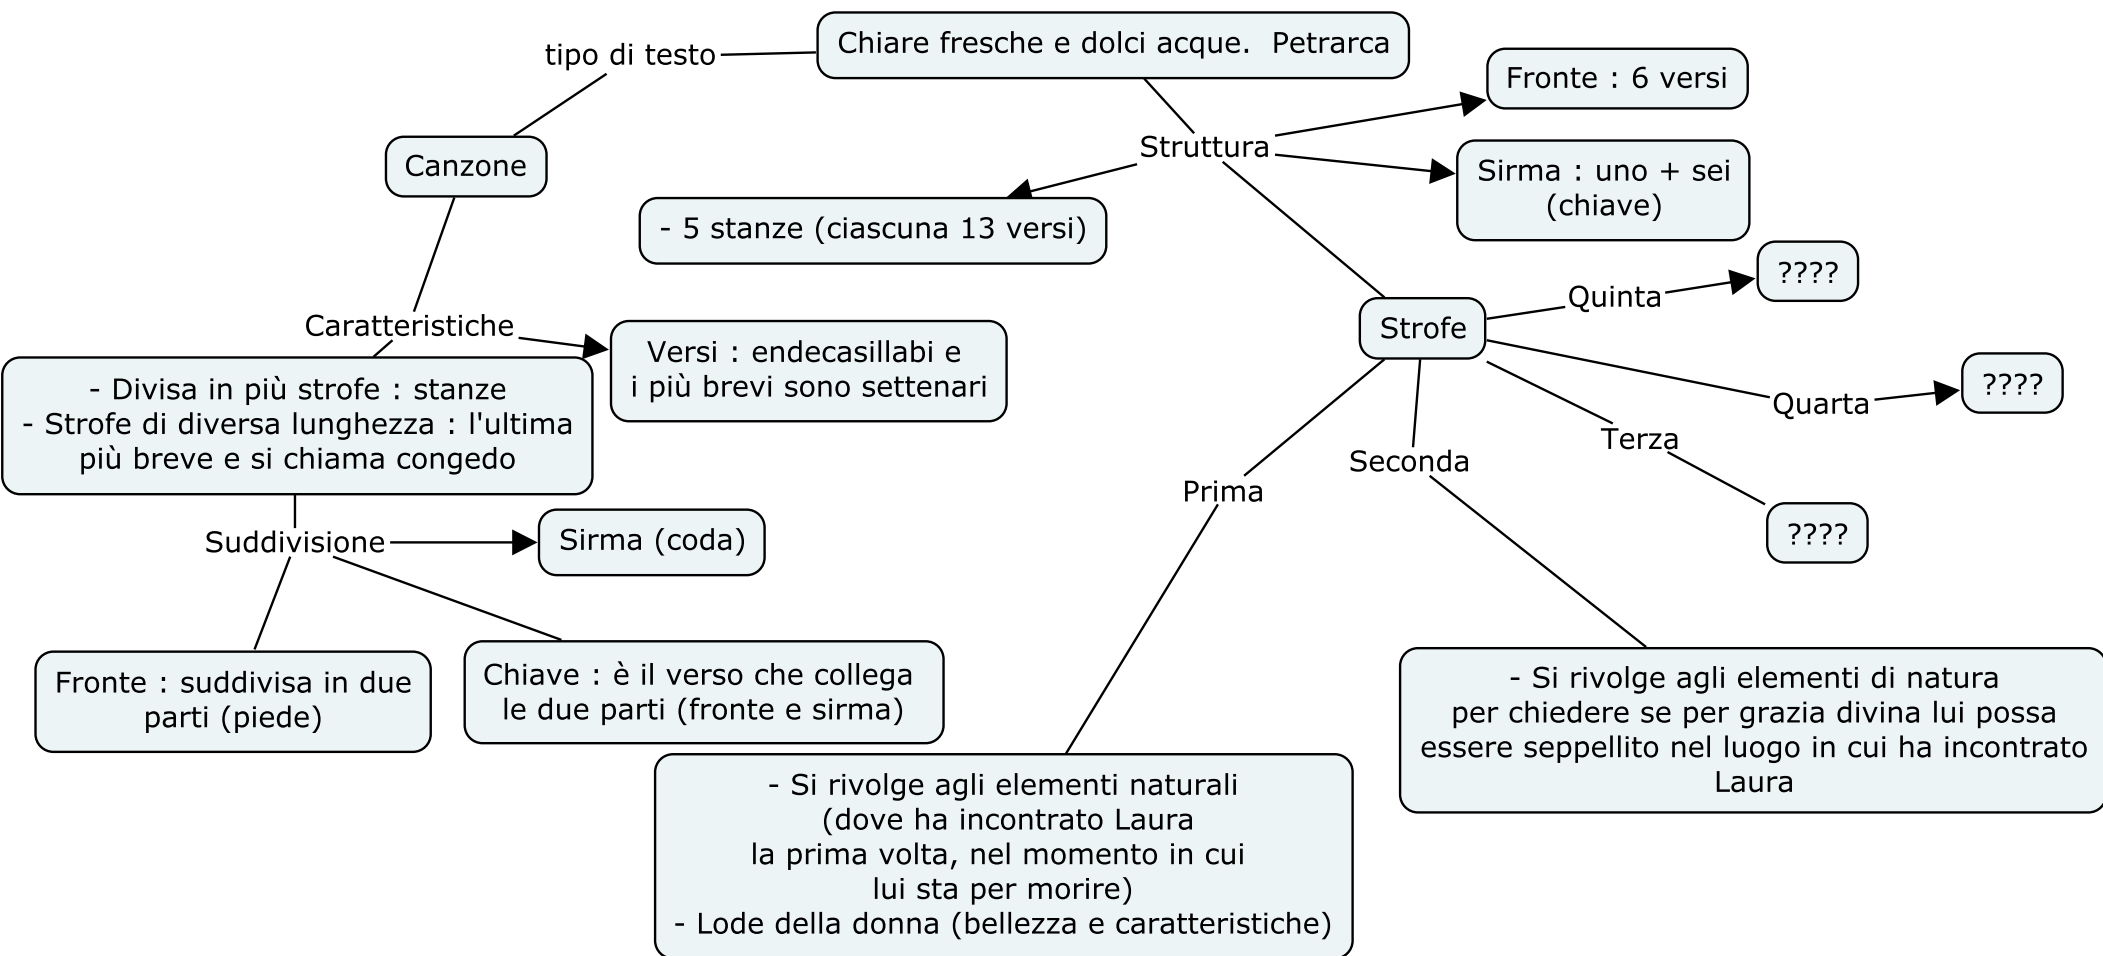 Chiare fresche e dolci acque.  Petrarca
tipo di testo
Fronte : 6 versi
Struttura
Canzone
Sirma : uno + sei
(chiave)
- 5 stanze (ciascuna 13 versi)
????
Quinta
Caratteristiche
Strofe
Versi : endecasillabi e
i più brevi sono settenari
????
Quarta
- Divisa in più strofe : stanze
- Strofe di diversa lunghezza : l'ultima
più breve e si chiama congedo
Terza
Seconda
Prima
????
Suddivisione
Sirma (coda)
Fronte : suddivisa in due
parti (piede)
Chiave : è il verso che collega
le due parti (fronte e sirma)
- Si rivolge agli elementi di natura
per chiedere se per grazia divina lui possa
essere seppellito nel luogo in cui ha incontrato
Laura
- Si rivolge agli elementi naturali
(dove ha incontrato Laura
la prima volta, nel momento in cui
lui sta per morire)
- Lode della donna (bellezza e caratteristiche)